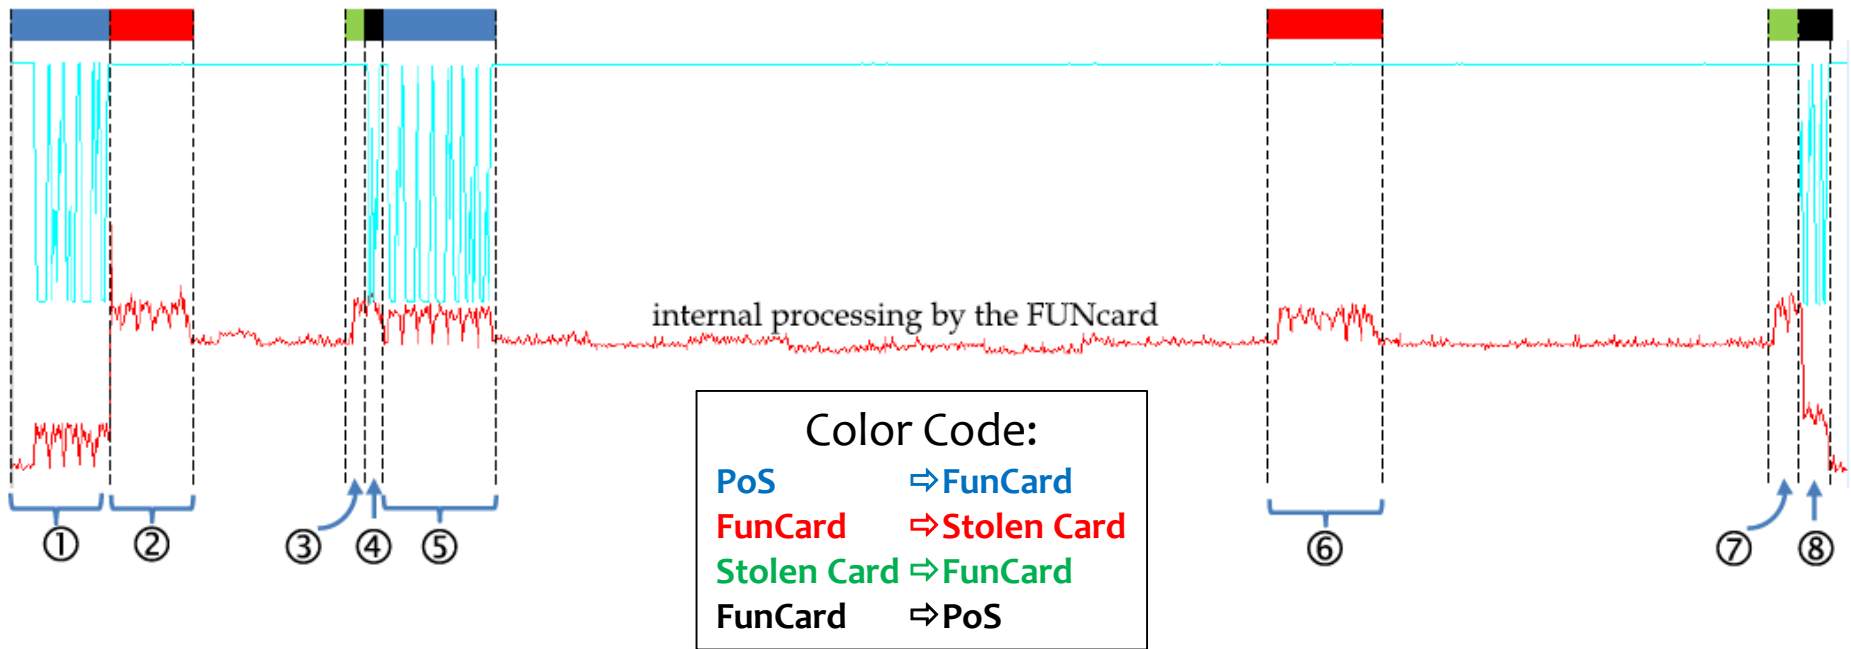 internal processing by the FUNcard
Color Code:
PoS ⇨FunCard
FunCard ⇨Stolen Card
Stolen Card ⇨FunCard
FunCard ⇨PoS
① ② ③ ④ ⑤ ⑥ ⑦ ⑧